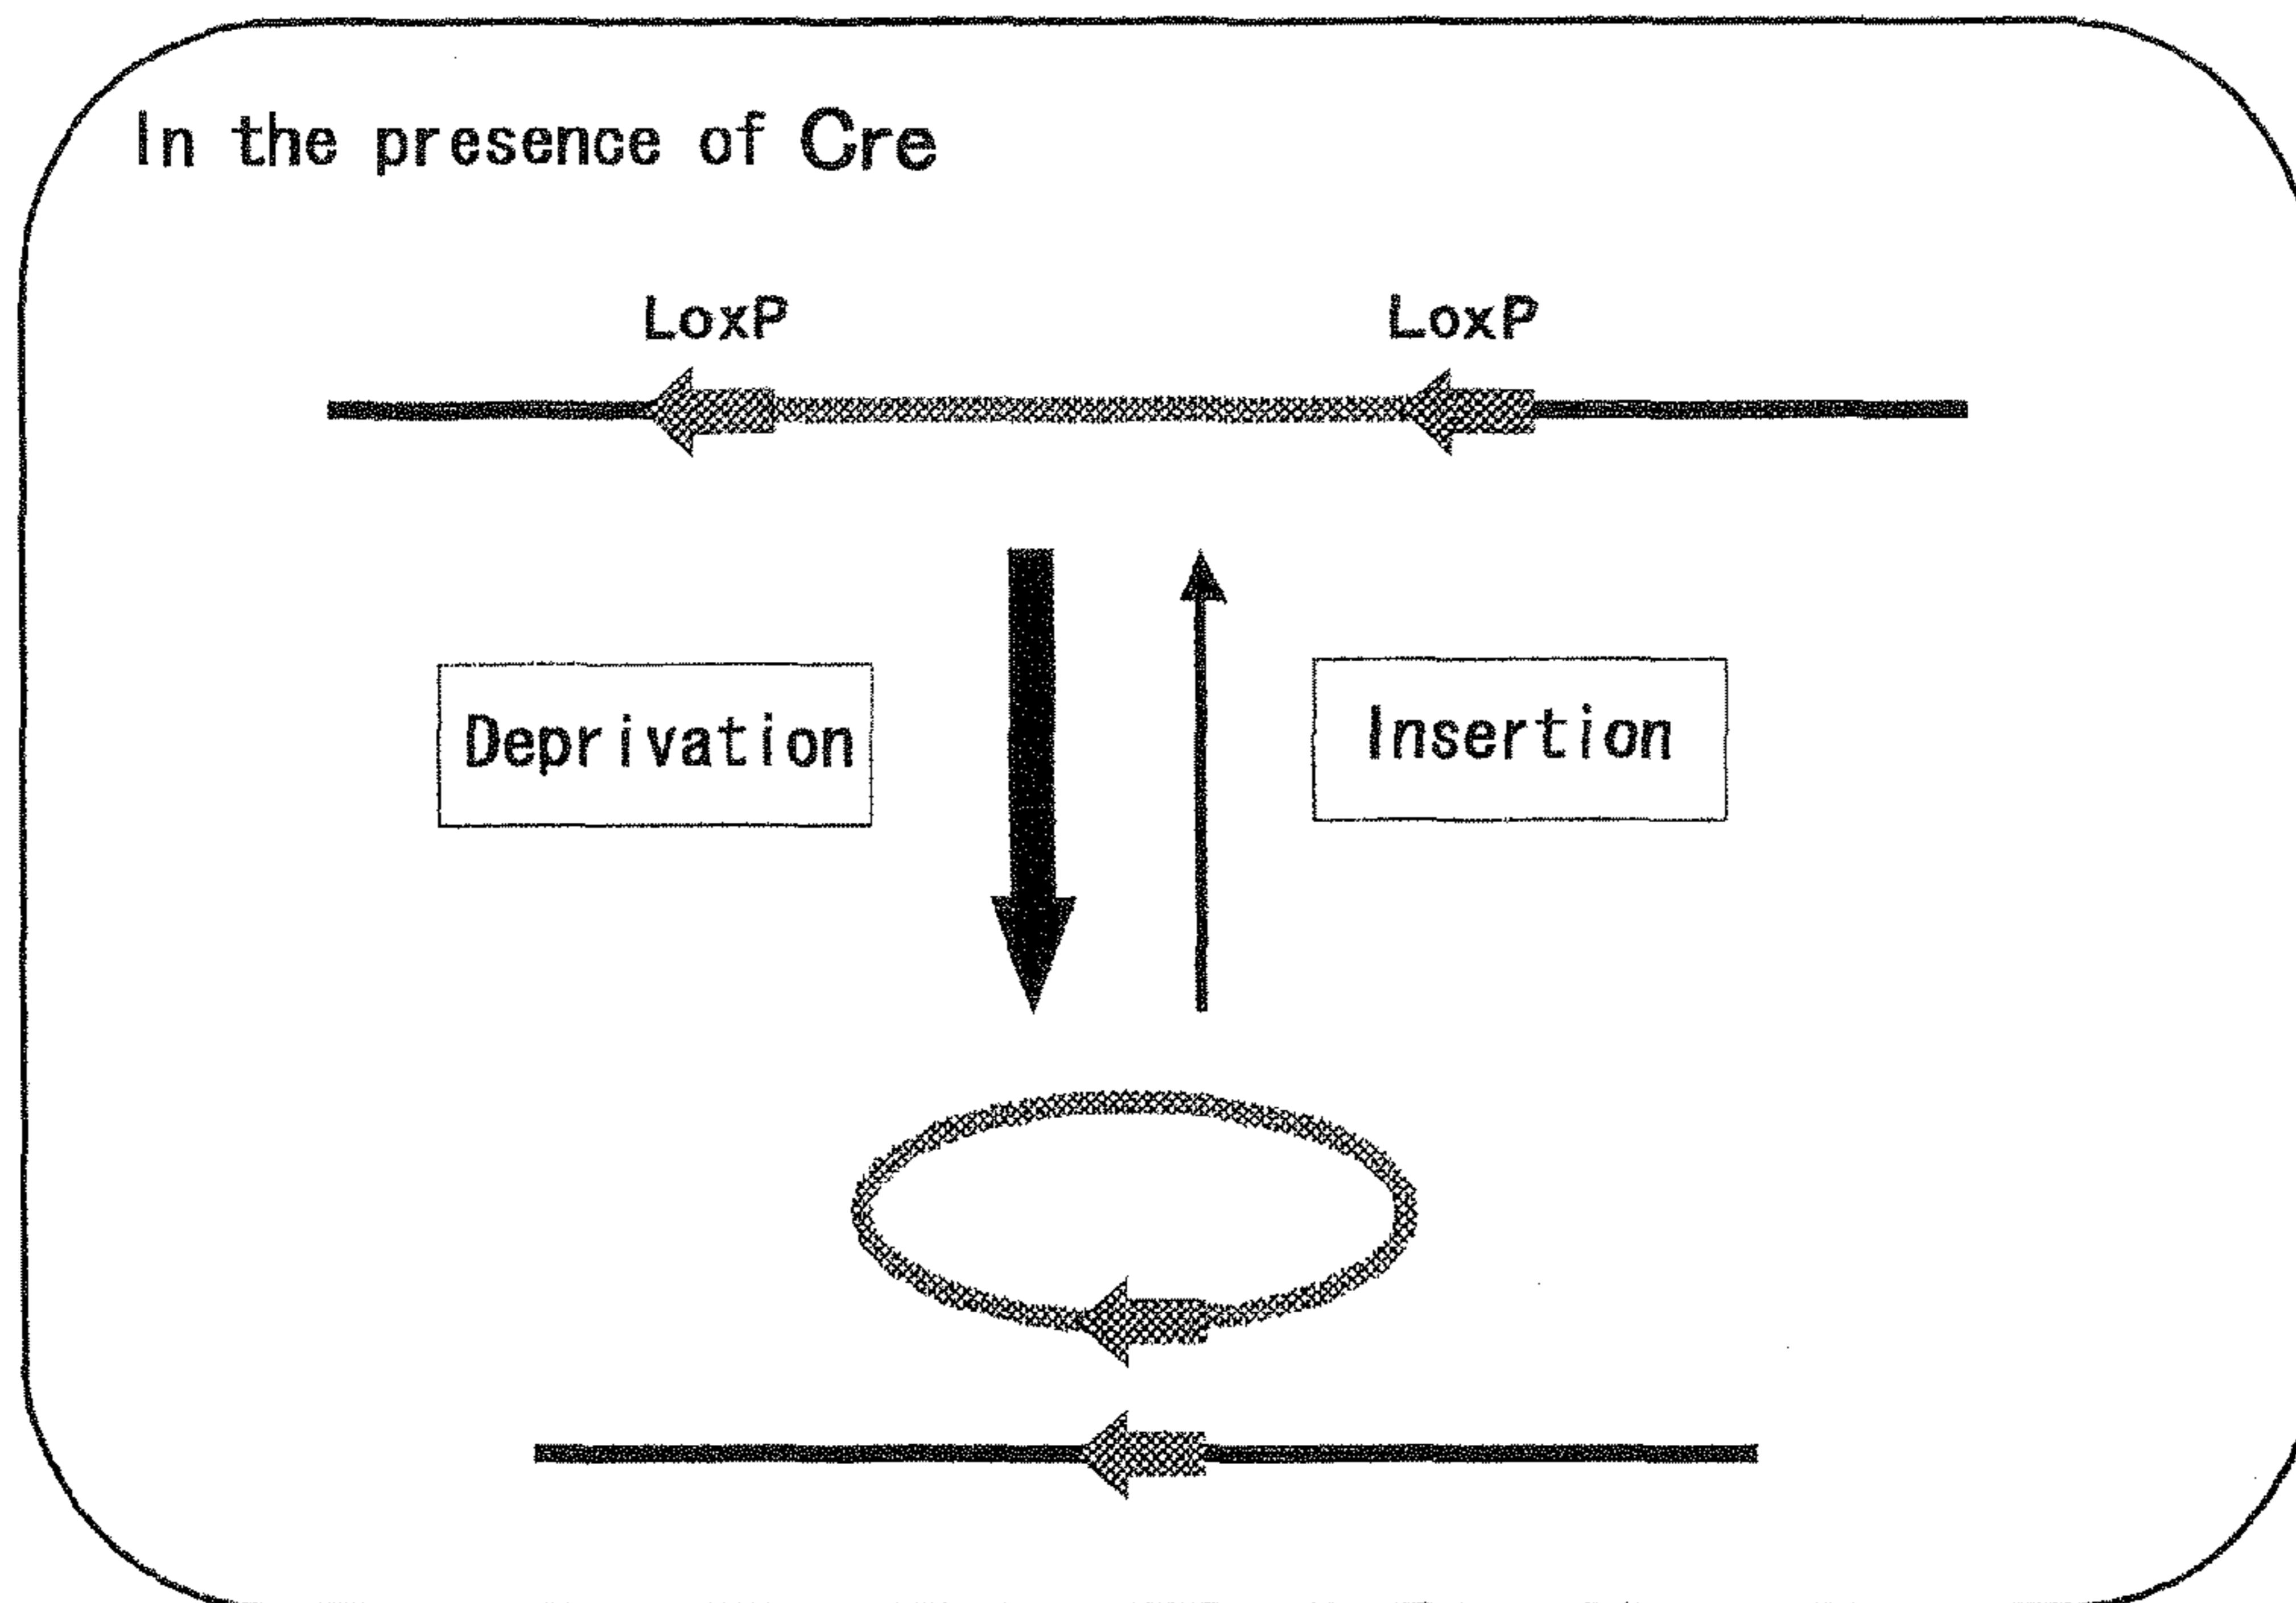 In the presence of Cre
LoxP LoxP
Deprivation Insertion